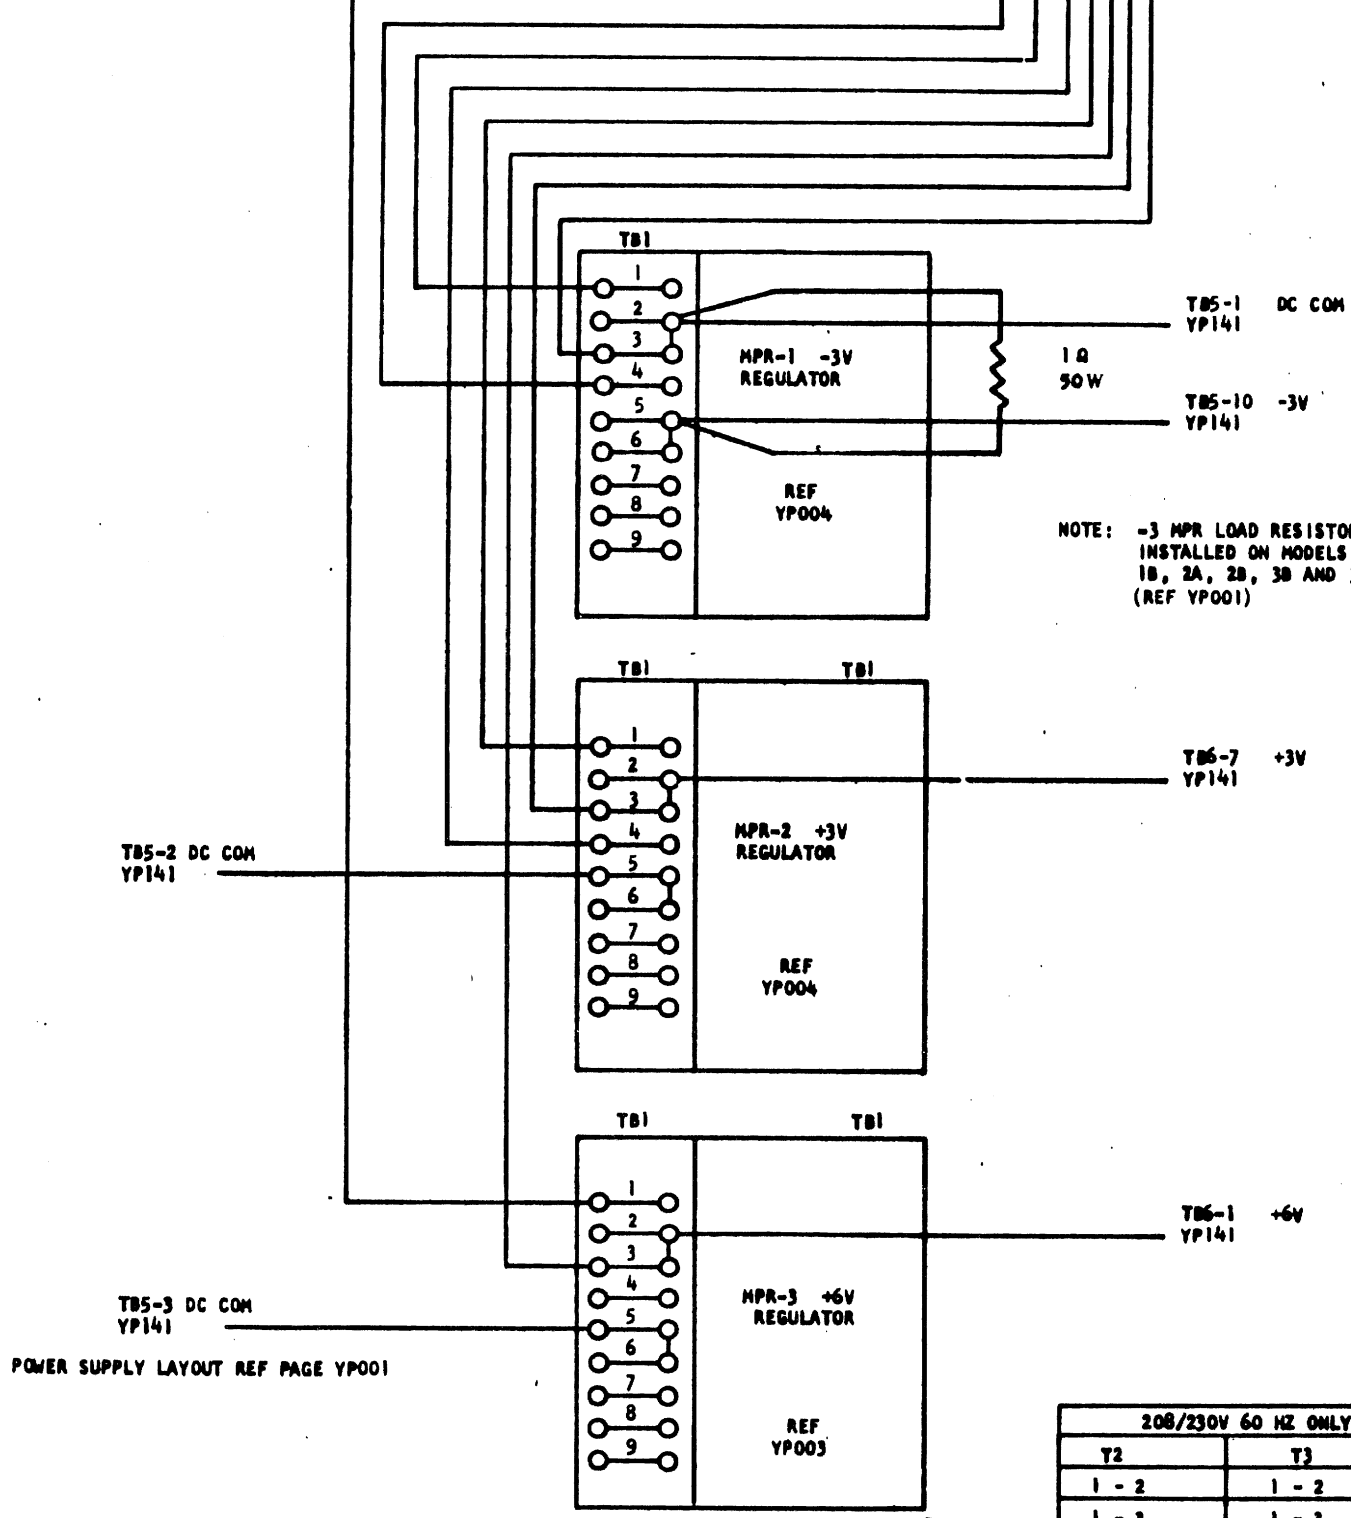 TB1
1
2
3
4
5
6
7
8
9
MPR-1 -3V
REGULATOR
REF
YP004
TB5-1 DC COM
YP141
1Ω
50W
TB5-10 -3V
YP141
NOTE: -3 MPR LOAD RESISTOR
INSTALLED ON MODELS
1B, 2A, 2B, 3B AND
(REF YP001)
TB1 TB1
1
2
3
4
5
6
7
8
9
MPR-2 +3V
REGULATOR
REF
YP004
TB6-7 +3V
YP141
TB5-2 DC COM
YP141
TB1 TB1
1
2
3
4
5
6
7
8
9
MPR-3 +6V
REGULATOR
REF
YP003
TB6-1 +6V
YP141
TB5-3 DC COM
YP141
POWER SUPPLY LAYOUT REF PAGE YP001
208/230V 60 HZ ONLY
T2 T3
1 - 2 1 - 2
1 - 3 1 - 3